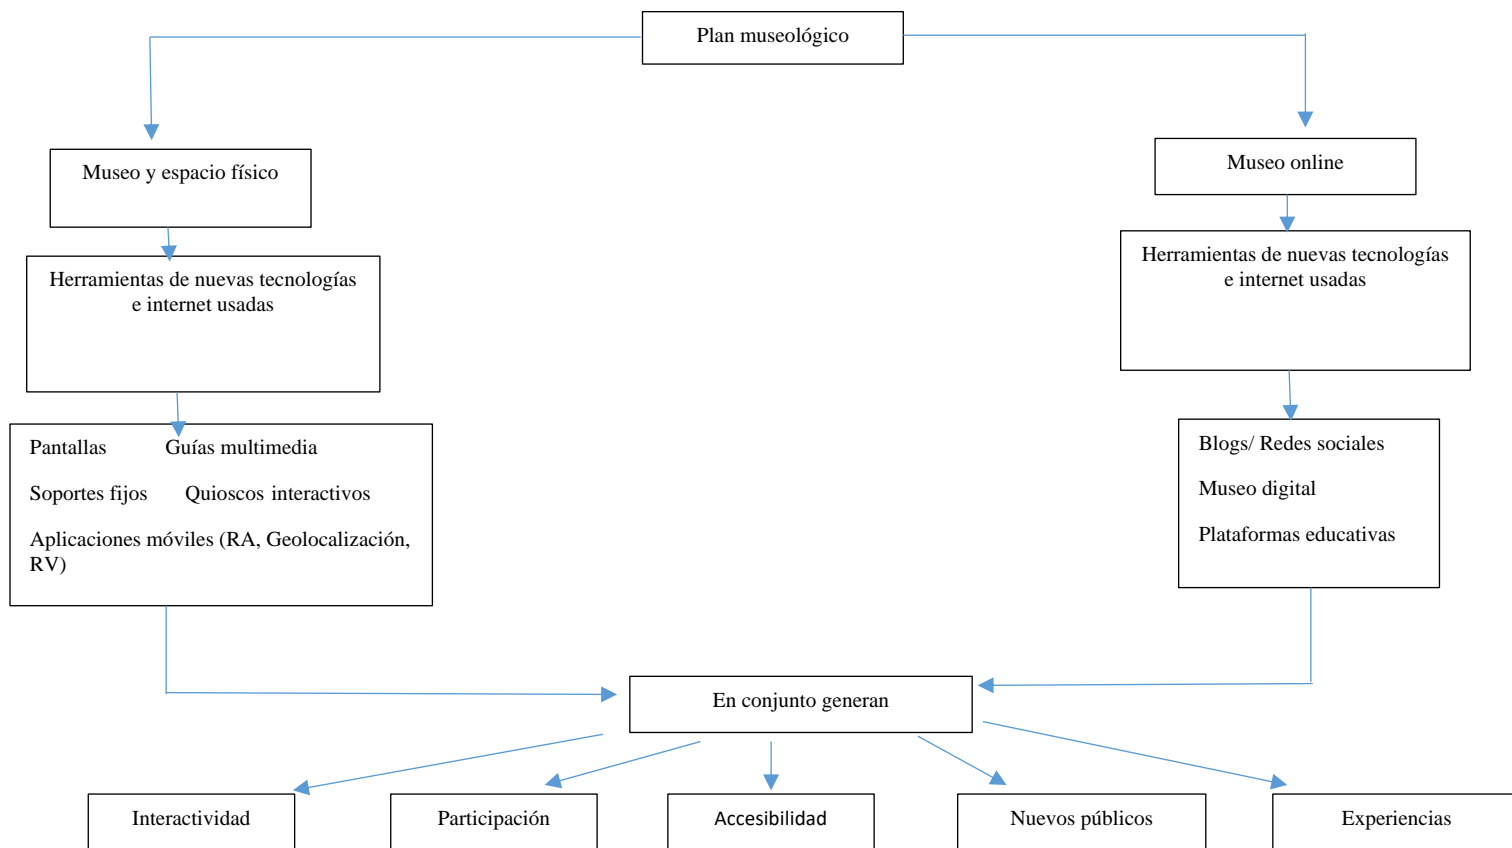 Plan museológico
Museo y espacio físico
Museo online
Herramientas de nuevas tecnologías
e internet usadas
Herramientas de nuevas tecnologías
e internet usadas
Pantallas Guías multimedia
Soportes fijos Quioscos interactivos
Aplicaciones móviles (RA, Geolocalización,
RV)
Blogs/ Redes sociales
Museo digital
Plataformas educativas
En conjunto generan
Interactividad
Participación
Accesibilidad
Nuevos públicos
Experiencias